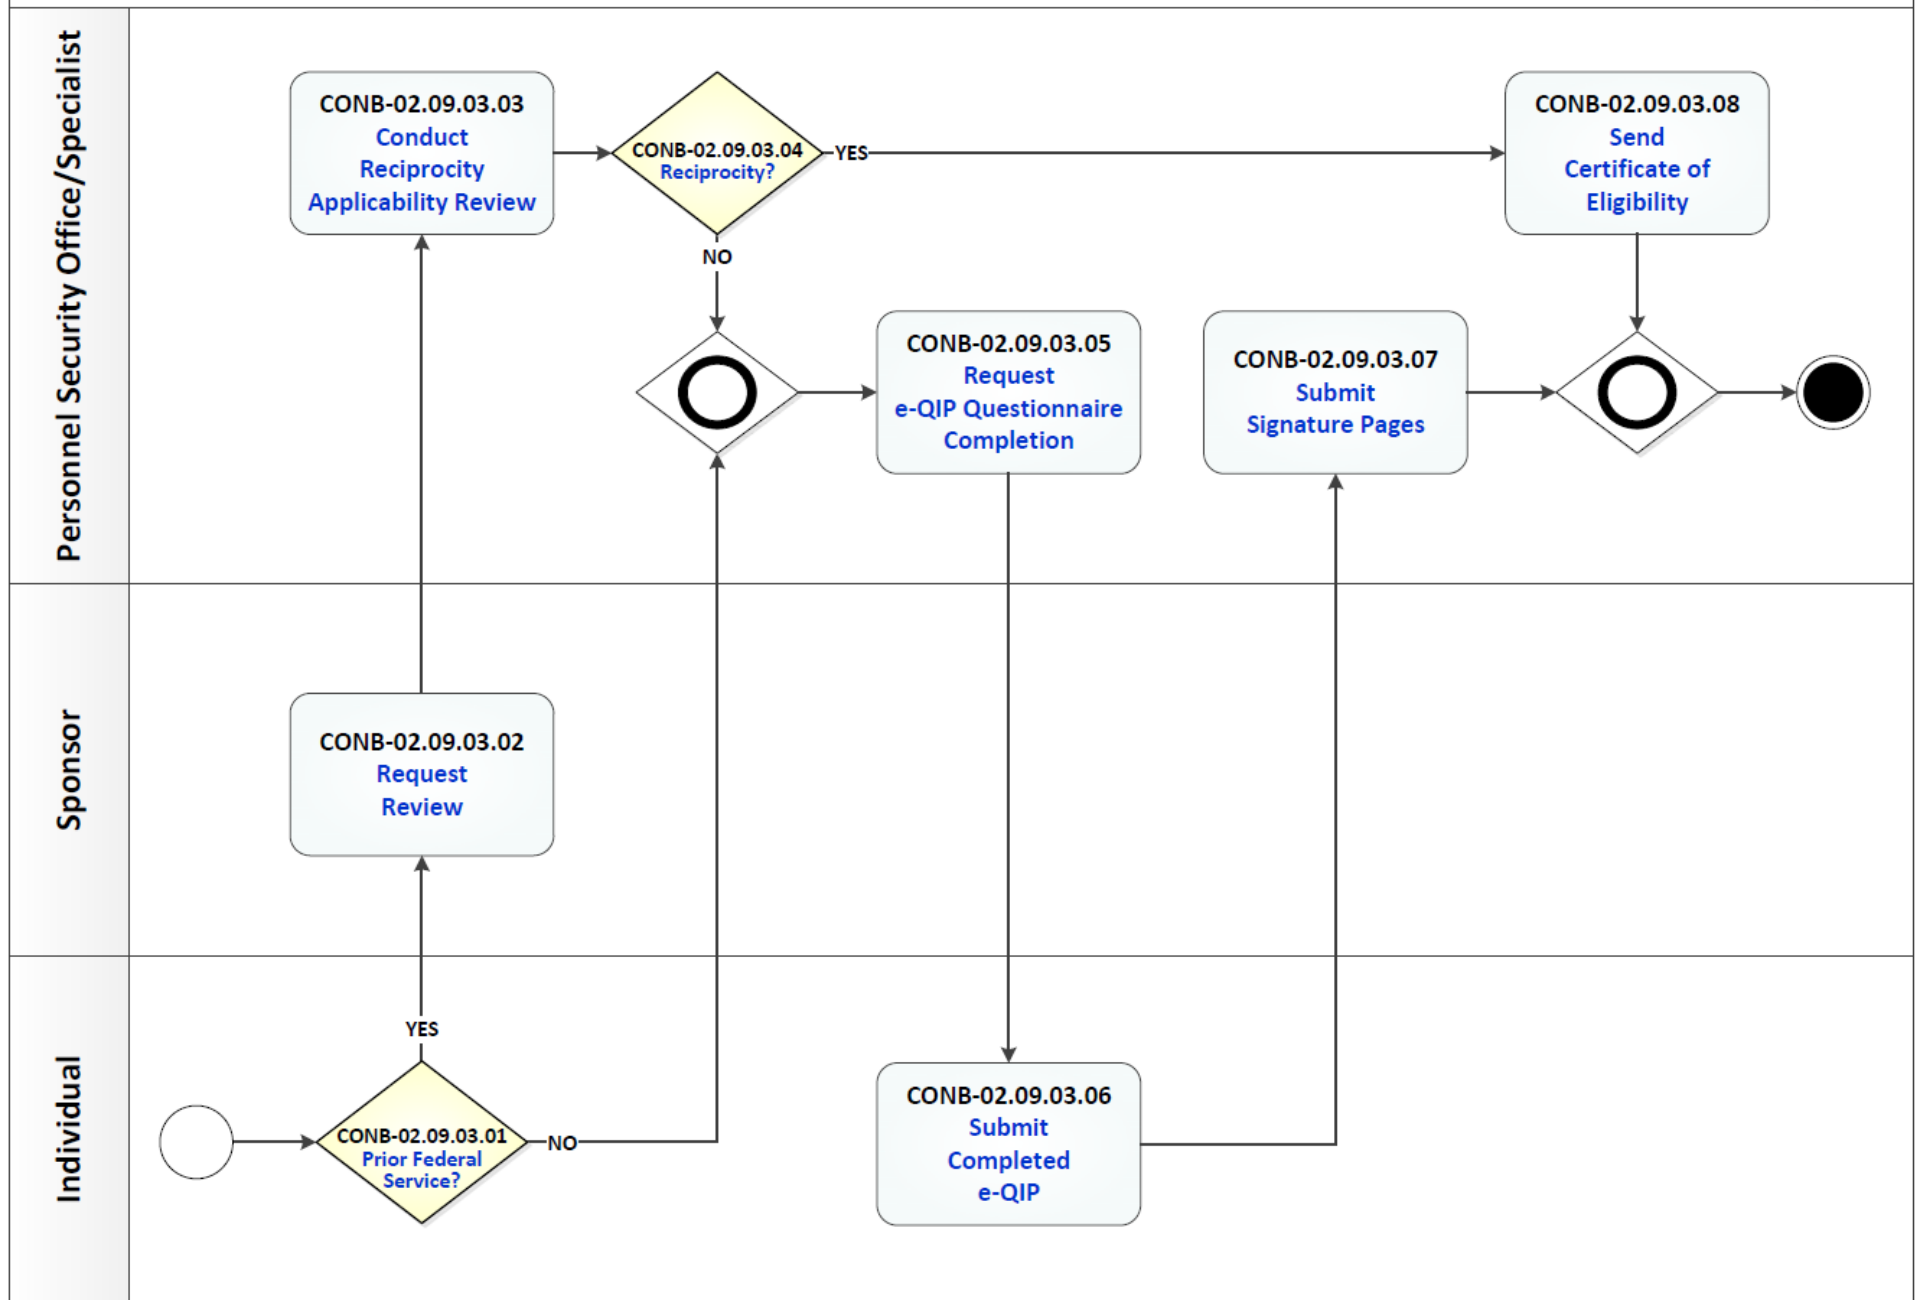 Personnel Security Office/Specialist
CONB-02.09.03.03
Conduct
Reciprocity
Applicability Review
CONB-02.09.03.04
Reciprocity?
YES
NO
CONB-02.09.03.08
Send
Certificate of
Eligibility
CONB-02.09.03.05
Request
e-QIP Questionnaire
Completion
CONB-02.09.03.07
Submit
Signature Pages
Sponsor
CONB-02.09.03.02
Request
Review
Individual
YES
CONB-02.09.03.01
Prior Federal
Service?
NO
CONB-02.09.03.06
Submit
Completed
e-QIP